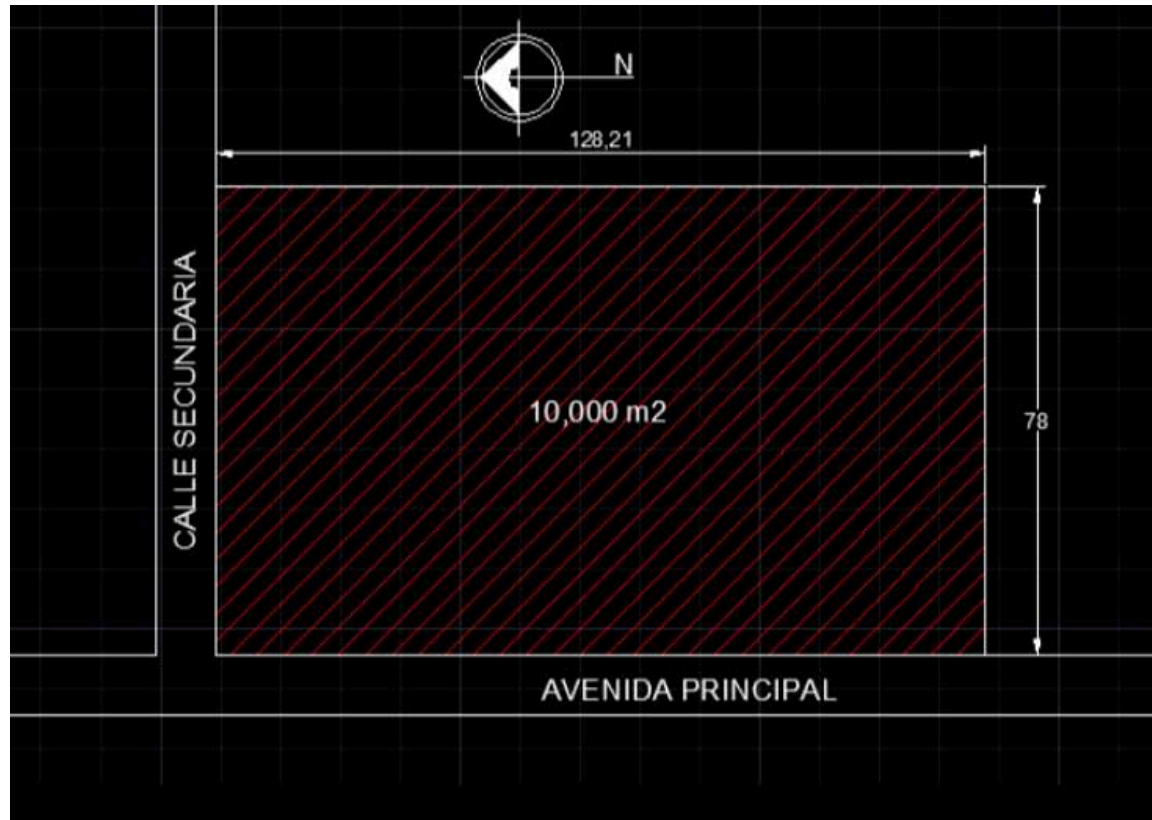 N
128,21
CALLE SECUNDARIA
10,000 m2
78
AVENIDA PRINCIPAL